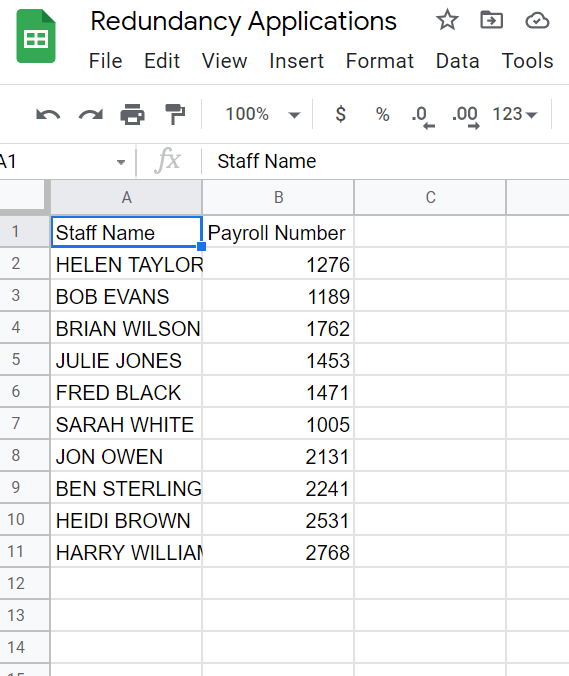 Redundancy Applications
File Edit View Insert Format Data Tools
100% $ % .0 .00 123
A1 fx Staff Name
A B C
1 Staff Name Payroll Number
2 HELEN TAYLOR 1276
3 BOB EVANS 1189
4 BRIAN WILSON 1762
5 JULIE JONES 1453
6 FRED BLACK 1471
7 SARAH WHITE 1005
8 JON OWEN 2131
9 BEN STERLING 2241
10 HEIDI BROWN 2531
11 HARRY 2768
12
13
14